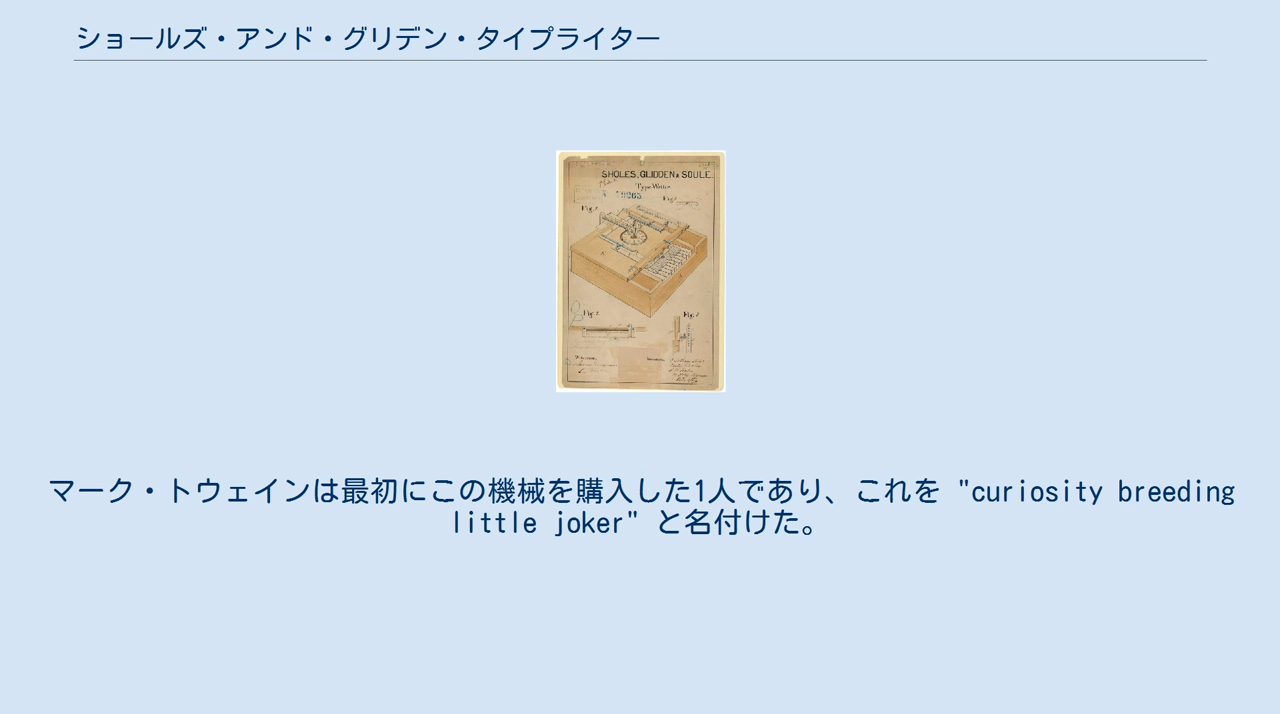 ショールズ・アンド・グリデン・タイプライター
SHOLES, GLIDDEN & SOULE.
Type Writer
Fig. 2
マーク・トウェインは最初にこの機械を購入した1人であり、これを "curiosity breeding
little joker" と名付けた。